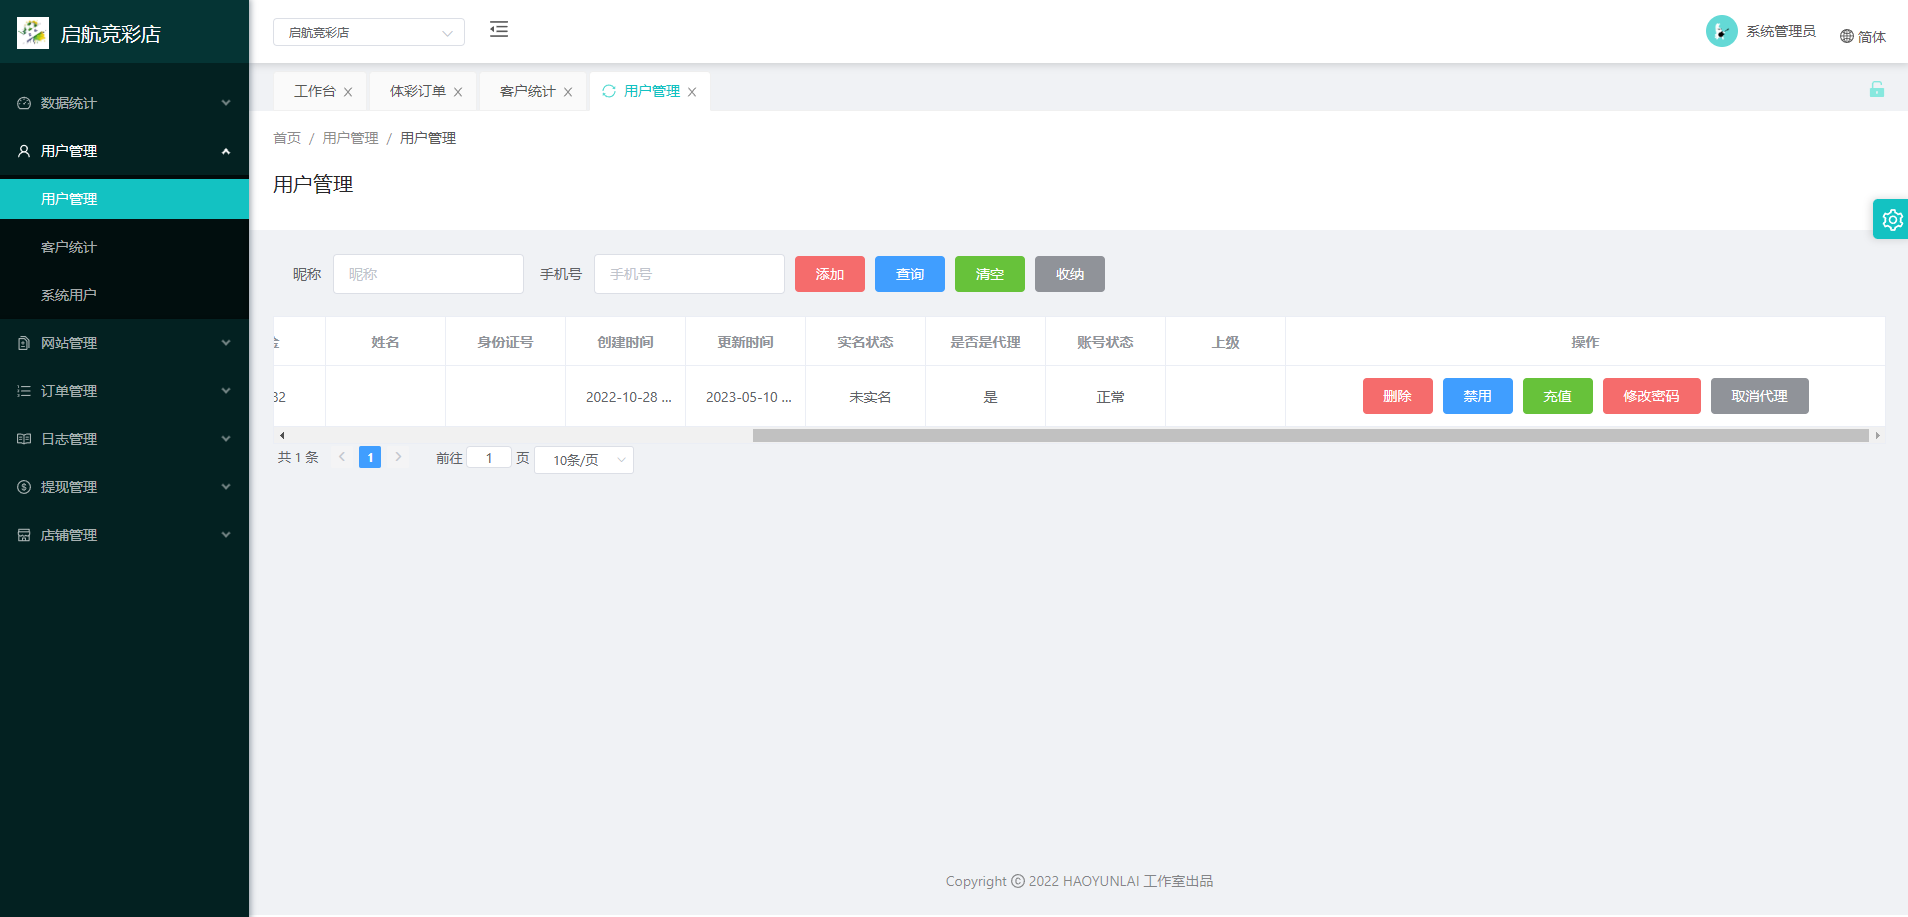 启航竞彩店
启航竞彩店
系统管理员
简体
数据统计
用户管理
用户管理
客户统计
系统用户
网站管理
订单管理
日志管理
提现管理
店铺管理
工作台
体彩订单
客户统计
用户管理
首页 / 用户管理 / 用户管理
用户管理
昵称 昵称 手机号 手机号 添加 查询 清空 收纳
姓名 身份证号 创建时间 更新时间 实名状态 是否是代理 账号状态 上级 操作
32 2022-10-28 ... 2023-05-10 ... 未实名 是 正常 删除 禁用 充值 修改密码 取消代理
共 1 条 1 前往 1 页 10条/页
Copyright © 2022 HAOYUNLAI 工作室出品